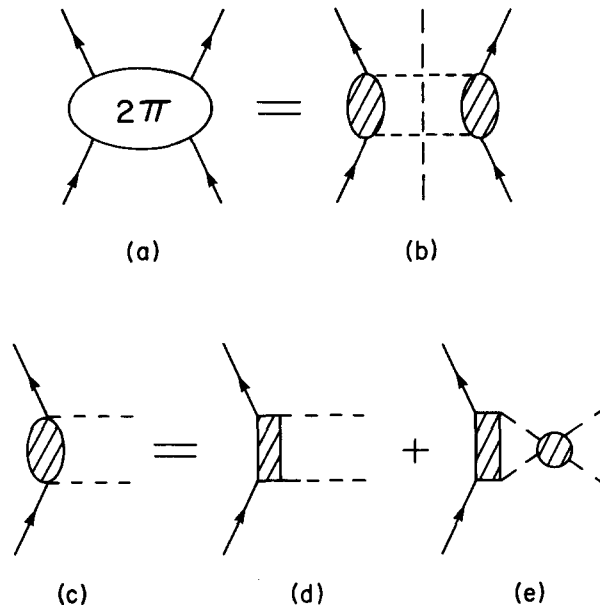 2π
=
(a)
(b)
= +
(c)
(d)
(e)